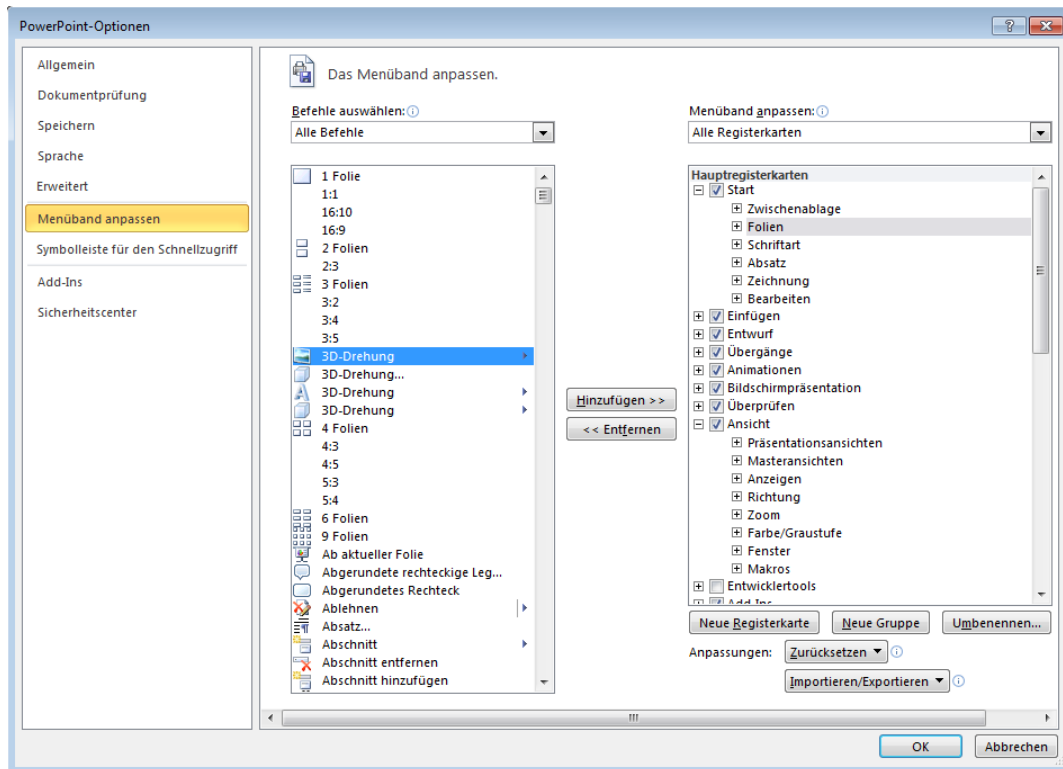 PowerPoint-Optionen
Allgemein
Dokumentprüfung
Speichern
Sprache
Erweitert
Menüband anpassen
Symbolleiste für den Schnellzugriff
Add-Ins
Sicherheitscenter
Das Menüband anpassen.
Befehle auswählen:
Alle Befehle
1 Folie
1:1
16:10
16:9
2 Folien
2:3
3 Folien
3:2
3:4
3:5
3D-Drehung
3D-Drehung...
3D-Drehung
3D-Drehung
4 Folien
4:3
4:5
5:3
5:4
6 Folien
9 Folien
Ab aktueller Folie
Abgerundete rechteckige Leg...
Abgerundetes Rechteck
Ablehnen
Absatz...
Abschnitt
Abschnitt entfernen
Abschnitt hinzufügen
Hinzufügen >>
<< Entfernen
Menüband anpassen:
Alle Registerkarten
Hauptregisterkarten
Start
Zwischenablage
Folien
Schriftart
Absatz
Zeichnung
Bearbeiten
Einfügen
Entwurf
Übergänge
Animationen
Bildschirmpräsentation
Überprüfen
Ansicht
Präsentationsansichten
Masteransichten
Anzeigen
Richtung
Zoom
Farbe/Graustufe
Fenster
Makros
Entwicklertools
Add-Ins
Neue Registerkarte Neue Gruppe Umbenennen...
Anpassungen: Zurücksetzen
Importieren/Exportieren
OK Abbrechen